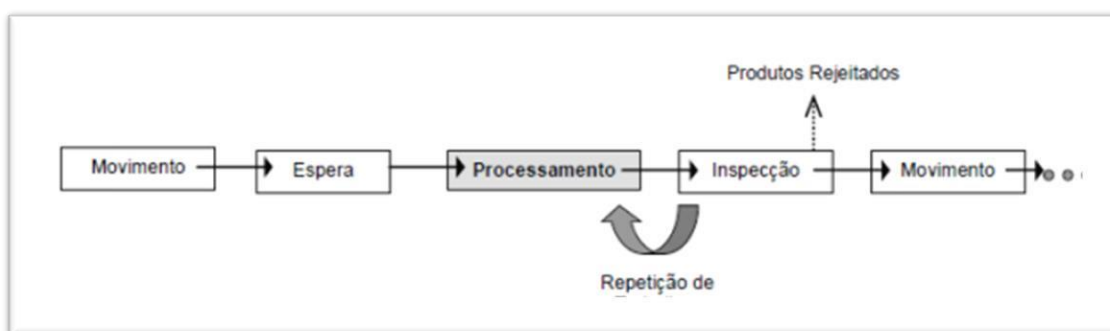 Produtos Rejeitados
Movimento
Espera
Processamento
Inspecção
Movimento
Repetição de